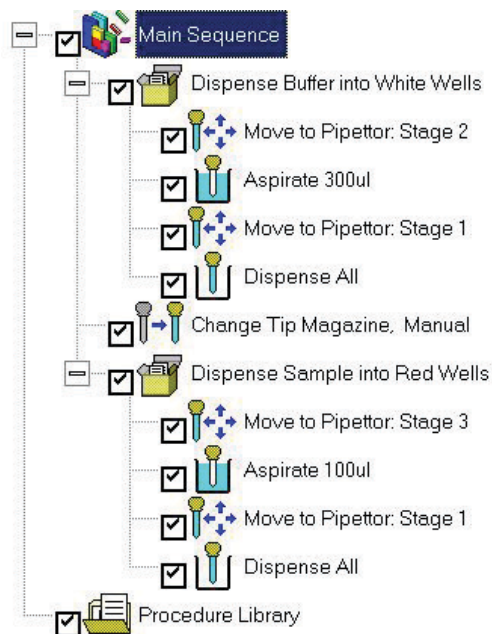 Main Sequence
Dispense Buffer into White Wells
Move to Pipettor: Stage 2
Aspirate 300ul
Move to Pipettor: Stage 1
Dispense All
Change Tip Magazine, Manual
Dispense Sample into Red Wells
Move to Pipettor: Stage 3
Aspirate 100ul
Move to Pipettor: Stage 1
Dispense All
Procedure Library